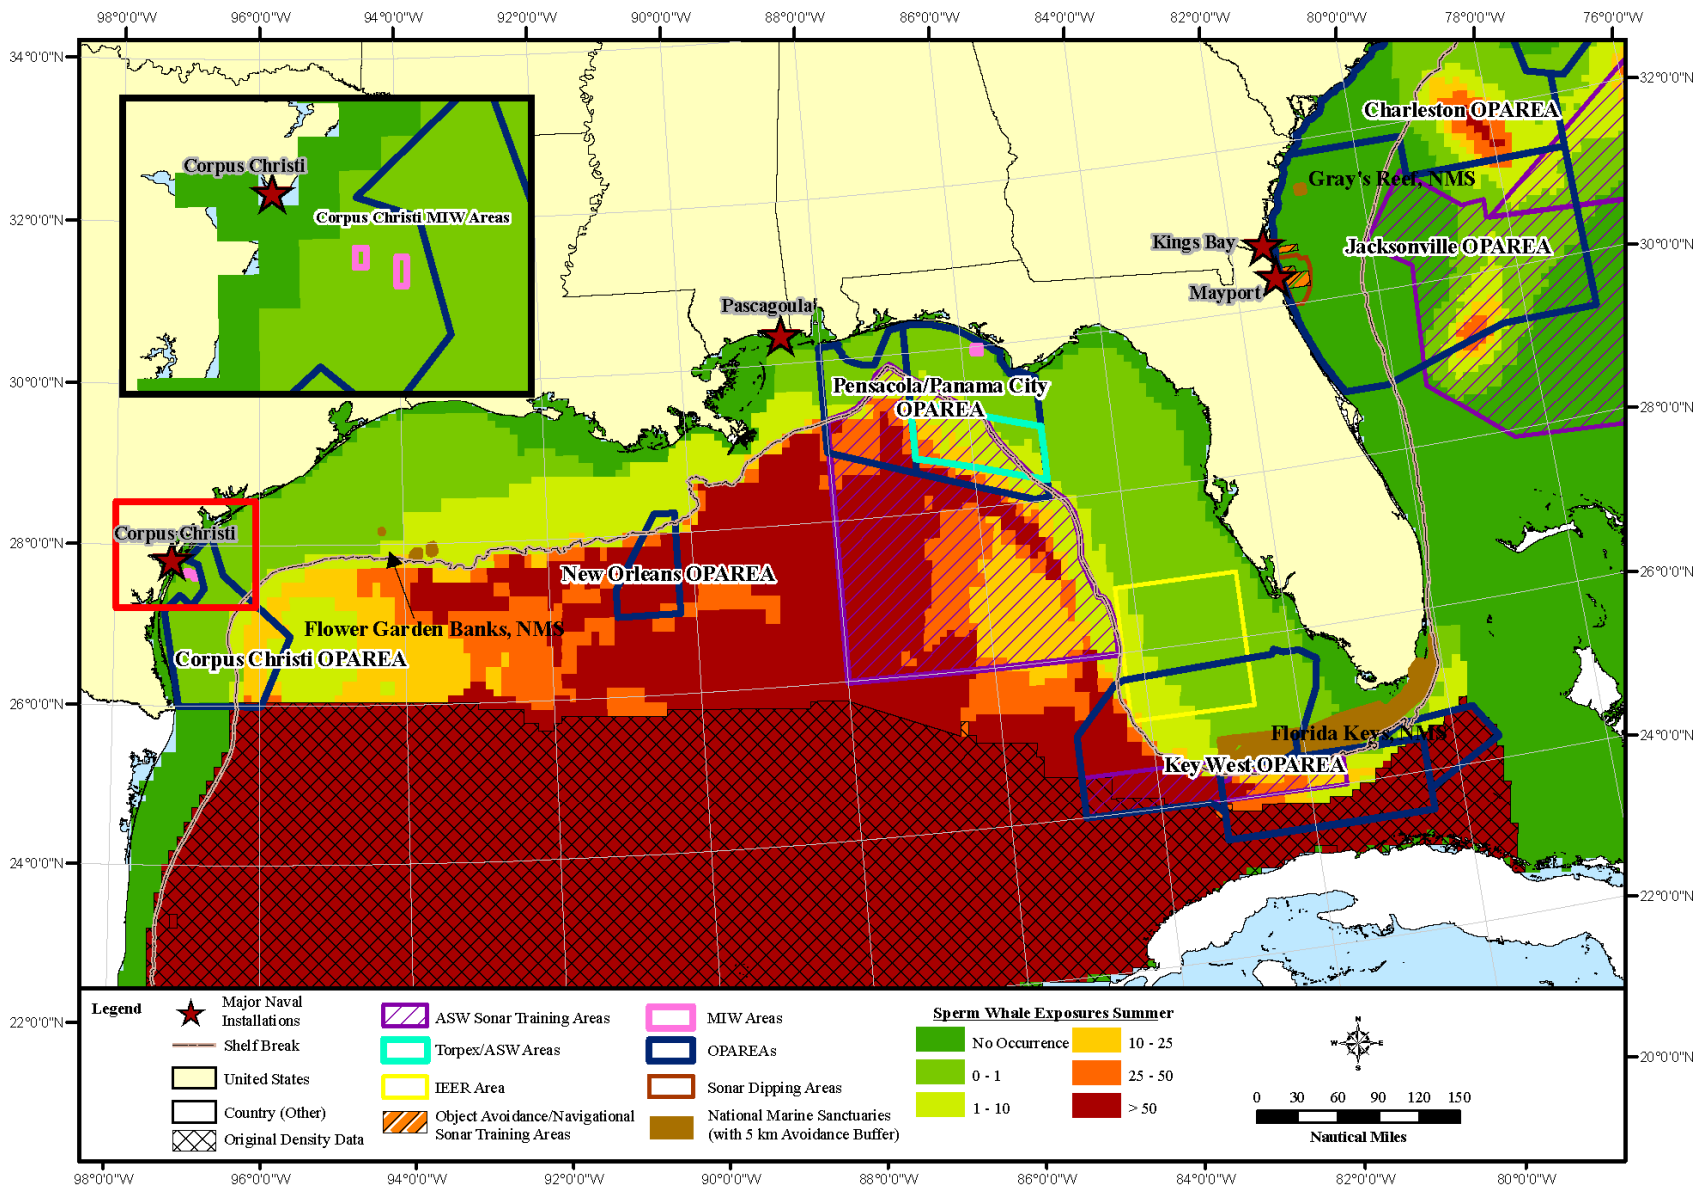 98°0'0"W 96°0'0"W 94°0'0"W 92°0'0"W 90°0'0"W 88°0'0"W 86°0'0"W 84°0'0"W 82°0'0"W 80°0'0"W 78°0'0"W 76°0'0"W
34°0'0"N
32°0'0"N
30°0'0"N
28°0'0"N
26°0'0"N
24°0'0"N
22°0'0"N
32°0'0"N
30°0'0"N
28°0'0"N
26°0'0"N
24°0'0"N
22°0'0"N
20°0'0"N
Corpus Christi
Corpus Christi MIW Areas
Charleston OPAREA
Gray's Reef, NMS
Kings Bay
Jacksonville OPAREA
Mayport
Pascagoula
Pensacola/Panama City
OPAREA
Corpus Christi
New Orleans OPAREA
Flower Garden Banks, NMS
Corpus Christi OPAREA
Florida Keys, NMS
Key West OPAREA
Legend
Major Naval
Installations
Shelf Break
United States
Country (Other)
Original Density Data
ASW Sonar Training Areas
Torpex/ASW Areas
IEER Area
Object Avoidance/Navigational
Sonar Training Areas
MIW Areas
OPAREAs
Sonar Dipping Areas
National Marine Sanctuaries
(with 5 km Avoidance Buffer)
Sperm Whale Exposures Summer
No Occurrence
0 - 1
1 - 10
10 - 25
25 - 50
> 50
N
W E
S
0 30 60 90 120 150
Nautical Miles
98°0'0"W 96°0'0"W 94°0'0"W 92°0'0"W 90°0'0"W 88°0'0"W 86°0'0"W 84°0'0"W 82°0'0"W 80°0'0"W